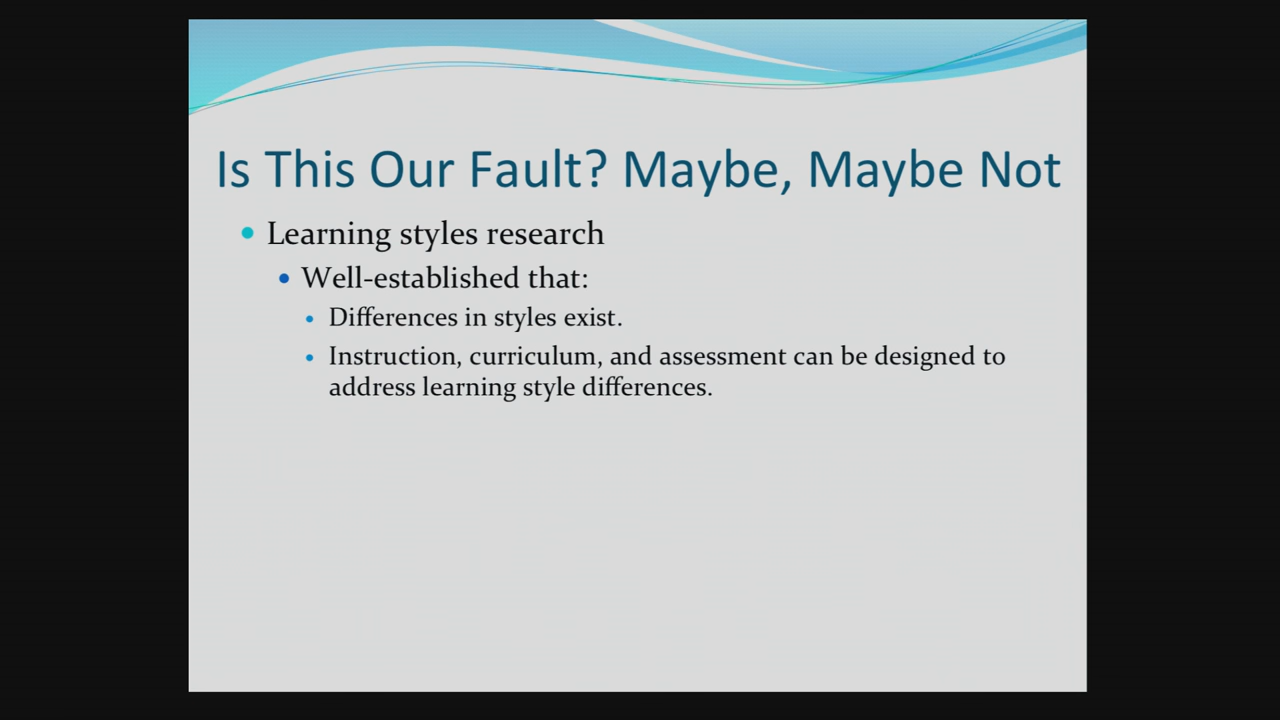 Is This Our Fault? Maybe, Maybe Not
Learning styles research
Well-established that:
Differences in styles exist.
Instruction, curriculum, and assessment can be designed to
address learning style differences.